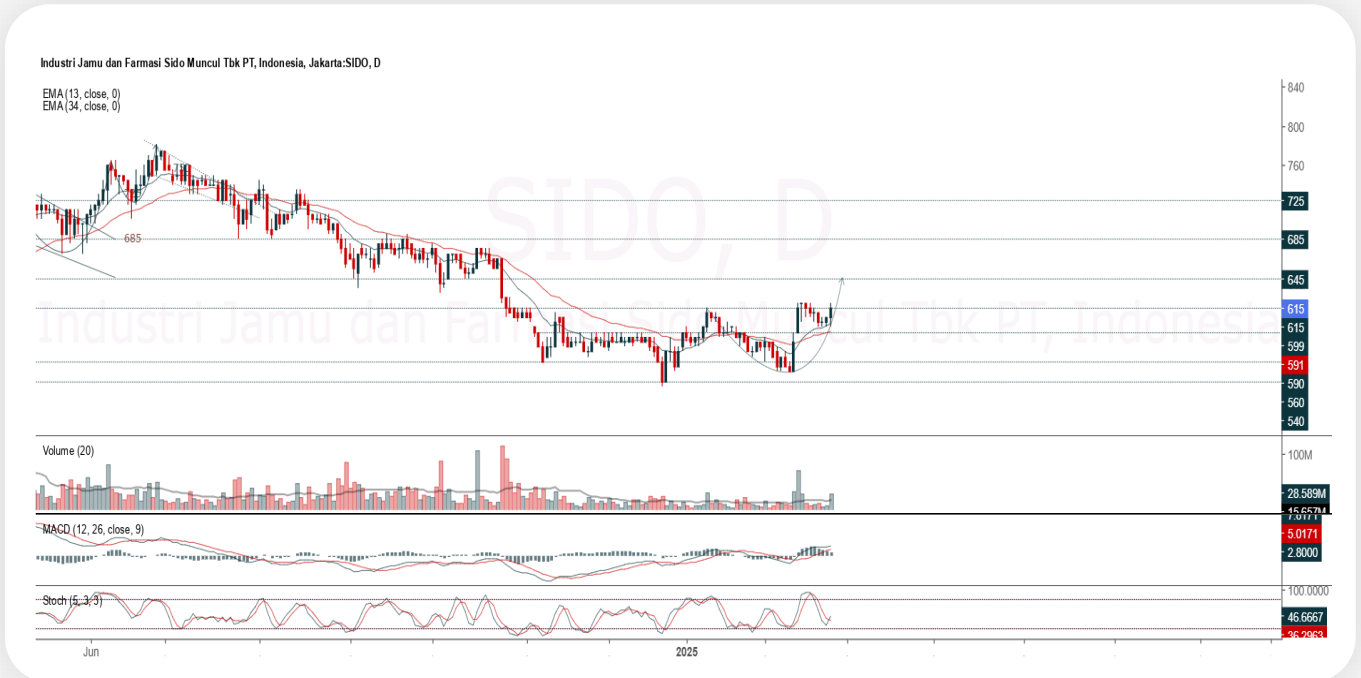 Industri Jamu dan Farmasi Sido Muncul Tbk PT, Indonesia, Jakarta:SIDO, D
EMA (13, close, 0)
EMA (34, close, 0)
SIDO, D
Industri Jamu dan Farmasi Sido Muncul Tbk PT, Indonesia
685
840
800
760
725
685
645
615
615
599
591
590
560
540
Volume (20)
100M
28.589M
15.657M
MACD (12, 26, close, 9)
7.8171
5.0171
2.8000
Stoch (5, 3, 3)
100.0000
46.6667
36.2963
Jun
2025